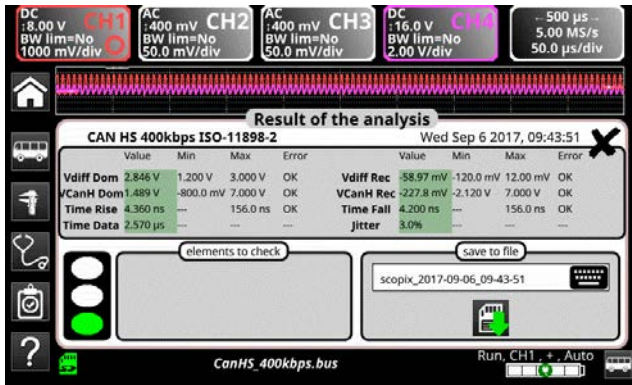 DC
↕8.00 V CH1
BW lim=No
1000 mV/div
AC
↕400 mV CH2
BW lim=No
50.0 mV/div
AC
↕400 mV CH3
BW lim=No
50.0 mV/div
DC
↕16.0 V CH4
BW lim=No
2.00 V/div
↔500 µs
5.00 MS/s
50.0 µs/div
Result of the analysis
CAN HS 400kbps ISO-11898-2 Wed Sep 6 2017, 09:43:51
Value Min Max Error Value Min Max Error
Vdiff Dom 2.846 V 1.200 V 3.000 V OK Vdiff Rec -58.97 mV -120.0 mV 12.00 mV OK
VCanH Dom 1.489 V -800.0 mV 7.000 V OK VCanH Rec -227.8 mV -2.120 V 7.000 V OK
Time Rise 4.360 ns --- 156.0 ns OK Time Fall 4.200 ns --- 156.0 ns OK
Time Data 2.570 µs --- --- --- Jitter 3.0% --- --- ---
elements to check save to file
scopix_2017-09-06_09-43-51
?
CanHS_400kbps.bus Run, CH1 , + , Auto